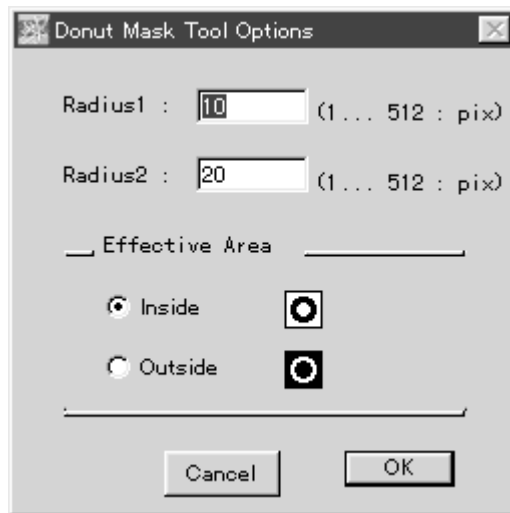 Donut Mask Tool Options
Radius1 : 10 (1... 512 : pix)
Radius2 : 20 (1... 512 : pix)
Effective Area
Inside
Outside
Cancel OK